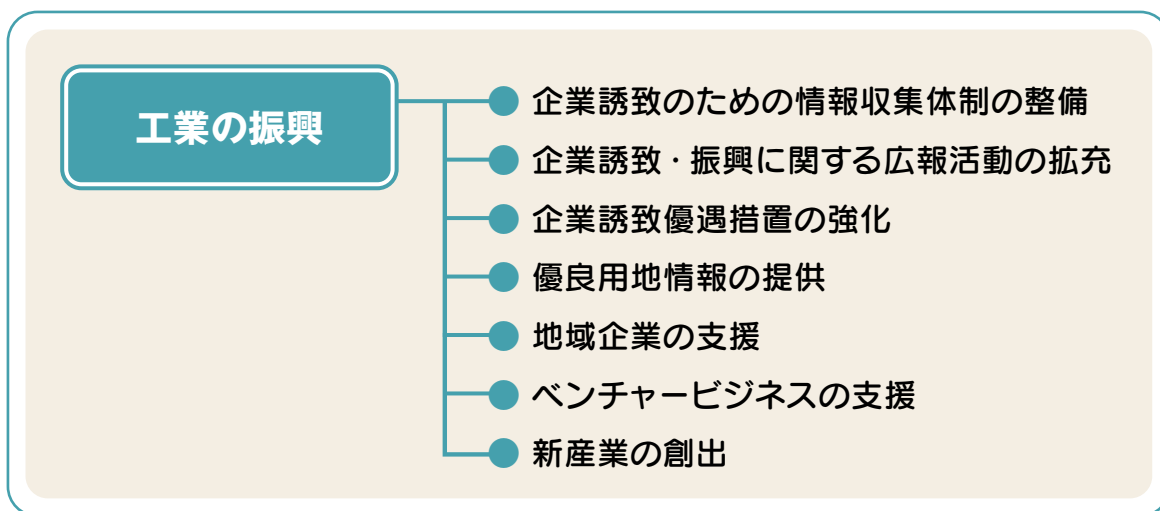 工業の振興
企業誘致のための情報収集体制の整備
企業誘致・振興に関する広報活動の拡充
企業誘致優遇措置の強化
優良用地情報の提供
地域企業の支援
ベンチャービジネスの支援
新産業の創出